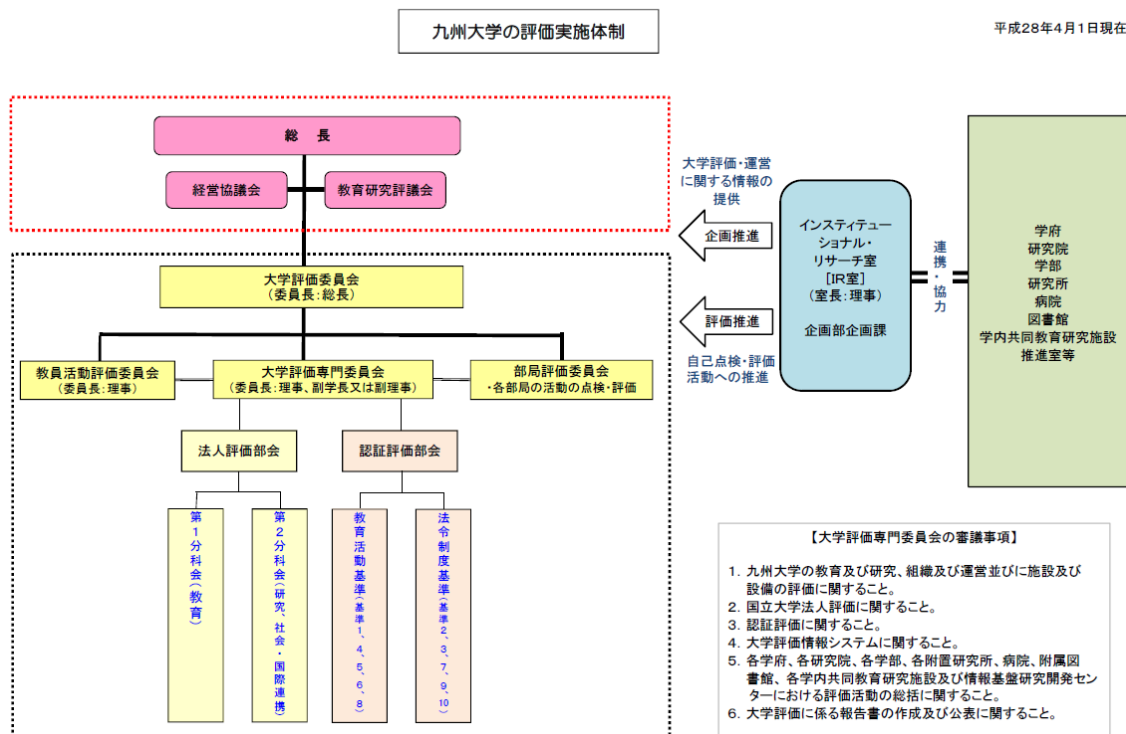 九州大学の評価実施体制
平成28年4月1日現在
総　長
経営協議会
教育研究評議会
大学評価委員会
(委員長:総長)
教員活動評価委員会
(委員長:理事)
大学評価専門委員会
(委員長:理事、副学長又は副理事)
部局評価委員会
・各部局の活動の点検・評価
法人評価部会
認証評価部会
第1分科会(教育)
第2分科会(研究、社会・国際連携)
教育活動基準(基準1、4、5、6、8)
法令制度基準(基準2、3、7、9、10)
大学評価・運営
に関する情報の
提供
企画推進
評価推進
自己点検・評価
活動への推進
インスティテュー
ショナル・
リサーチ室
[IR室]
(室長:理事)
企画部企画課
連携・協力
学府
研究院
学部
研究所
病院
図書館
学内共同教育研究施設
推進室等
【大学評価専門委員会の審議事項】
1. 九州大学の教育及び研究、組織及び運営並びに施設及び
設備の評価に関すること。
2. 国立大学法人評価に関すること。
3. 認証評価に関すること。
4. 大学評価情報システムに関すること。
5. 各学府、各研究院、各学部、各附置研究所、病院、附属図
書館、各学内共同教育研究施設及び情報基盤研究開発セン
ターにおける評価活動の総括に関すること。
6. 大学評価に係る報告書の作成及び公表に関すること。